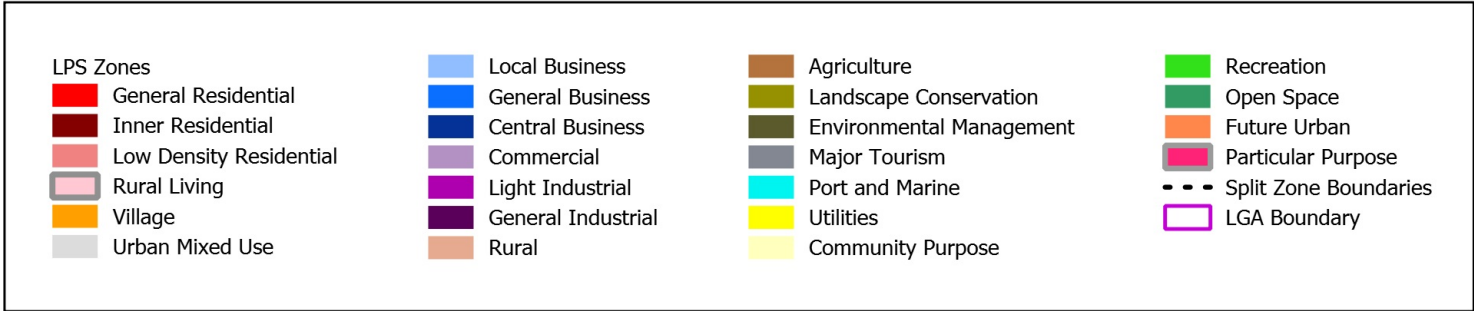 LPS Zones
General Residential
Inner Residential
Low Density Residential
Rural Living
Village
Urban Mixed Use
Local Business
General Business
Central Business
Commercial
Light Industrial
General Industrial
Rural
Agriculture
Landscape Conservation
Environmental Management
Major Tourism
Port and Marine
Utilities
Community Purpose
Recreation
Open Space
Future Urban
Particular Purpose
Split Zone Boundaries
LGA Boundary